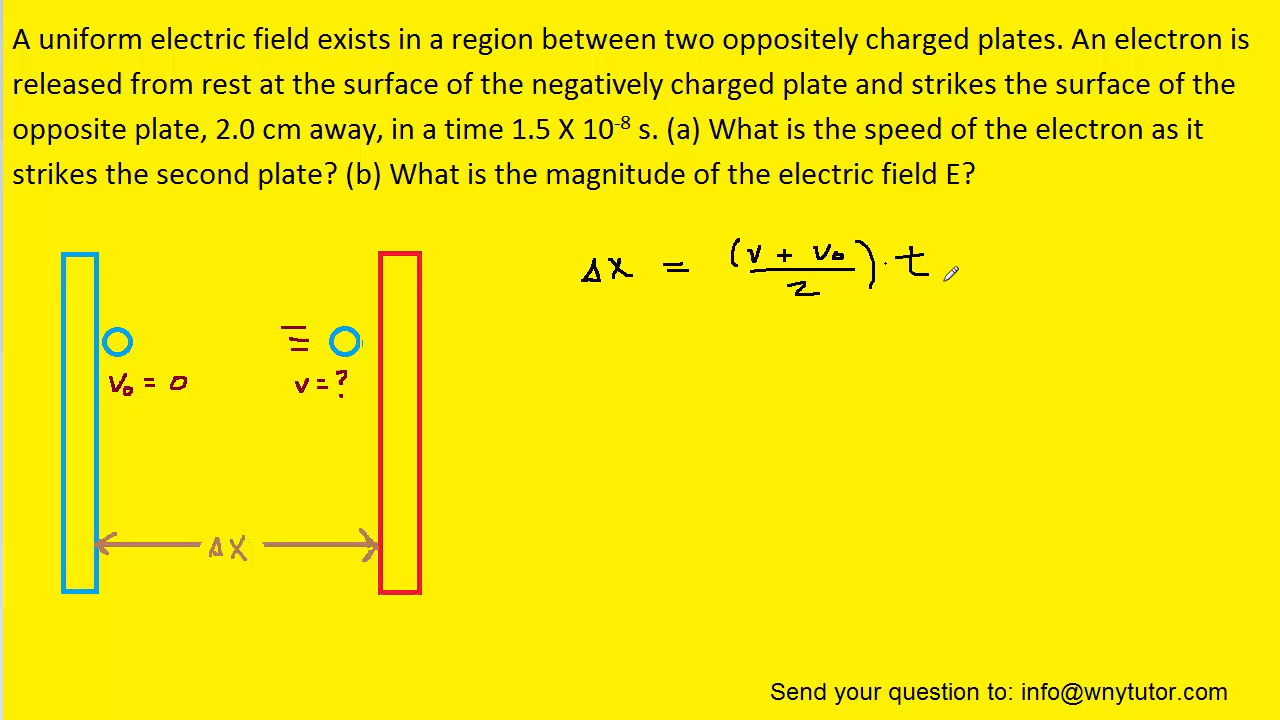 A uniform electric field exists in a region between two oppositely charged plates. An electron is
released from rest at the surface of the negatively charged plate and strikes the surface of the
opposite plate, 2.0 cm away, in a time 1.5 X 10⁻⁸ s. (a) What is the speed of the electron as it
strikes the second plate? (b) What is the magnitude of the electric field E?
Δx = (v + v₀ / 2) · t
v₀ = 0
v = ?
Δx
Send your question to: info@wnytutor.com